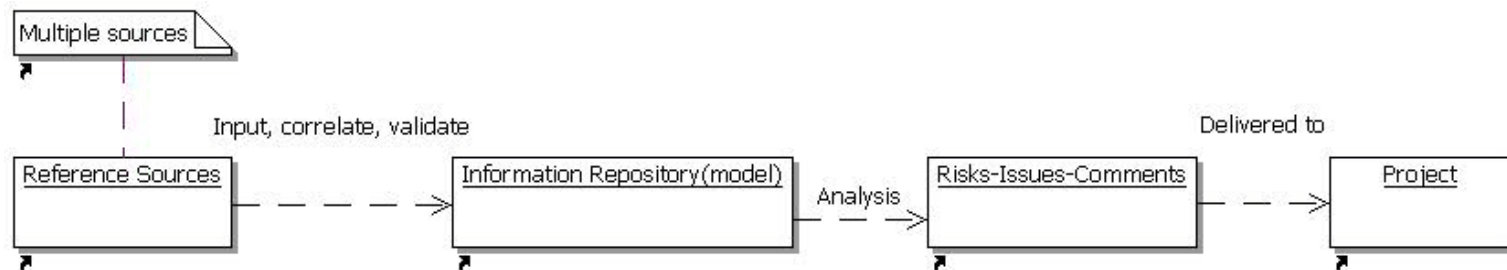 Multiple sources
Input, correlate, validate
Delivered to
Reference Sources
Information Repository(model)
Analysis
Risks-Issues-Comments
Project